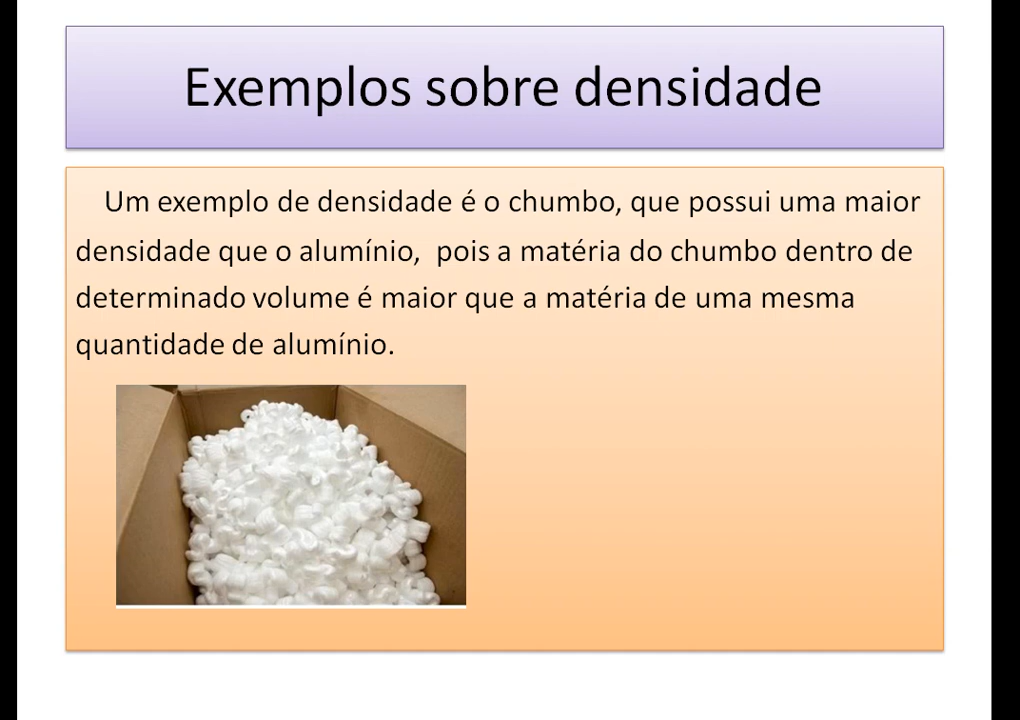 Exemplos sobre densidade
Um exemplo de densidade é o chumbo, que possui uma maior
densidade que o alumínio,  pois a matéria do chumbo dentro de
determinado volume é maior que a matéria de uma mesma
quantidade de alumínio.